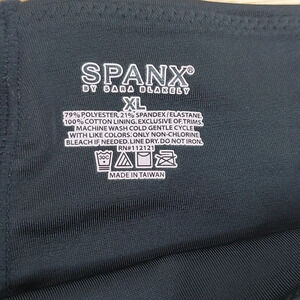 SPANX®
BY SARA BLAKELY
XL
79% POLYESTER, 21% SPANDEX/ELASTANE.
100% COTTON LINING. EXCLUSIVE OF TRIMS.
MACHINE WASH COLD GENTLE CYCLE
WITH LIKE COLORS. ONLY NON-CHLORINE
BLEACH IF NEEDED. LINE DRY. DO NOT IRON.
RN#112121
MADE IN TAIWAN